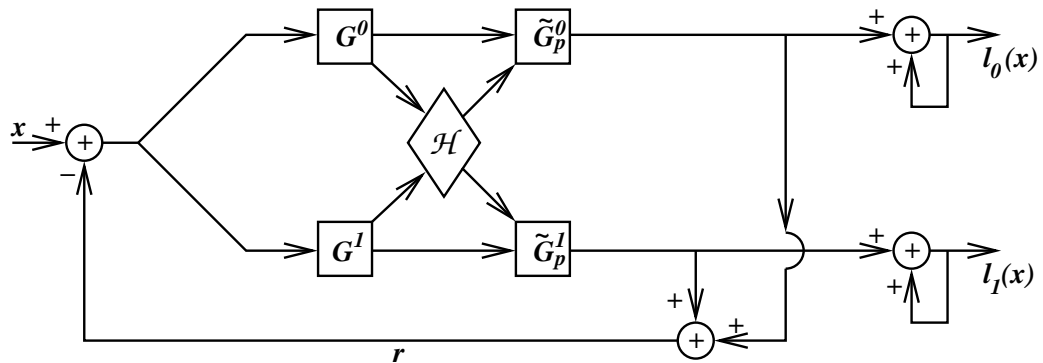 + G⁰ G̃ₚ⁰ + + l₀(x)
+
x + + ℋ
−
G¹ G̃ₚ¹ + + l₁(x)
+ +
+ +
r